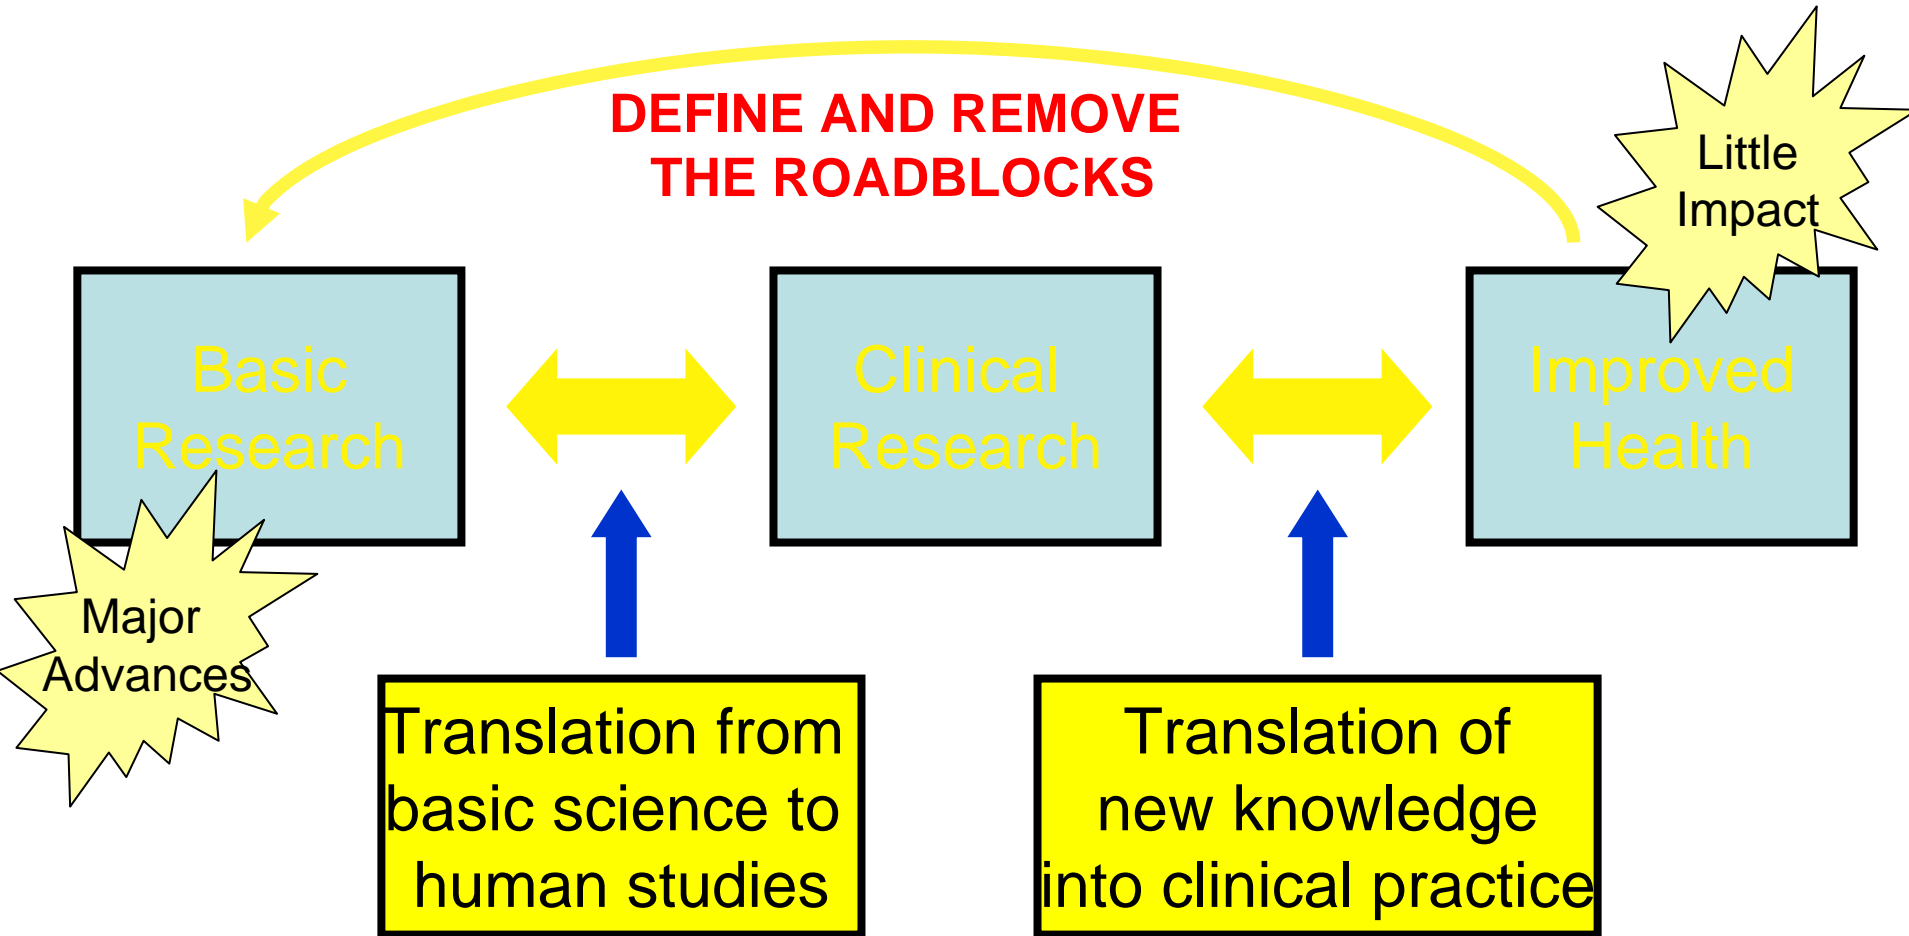 DEFINE AND REMOVE
THE ROADBLOCKS
Little
Impact
Basic
Research
Clinical
Research
Improved
Health
Major
Advances
Translation from
basic science to
human studies
Translation of
new knowledge
into clinical practice